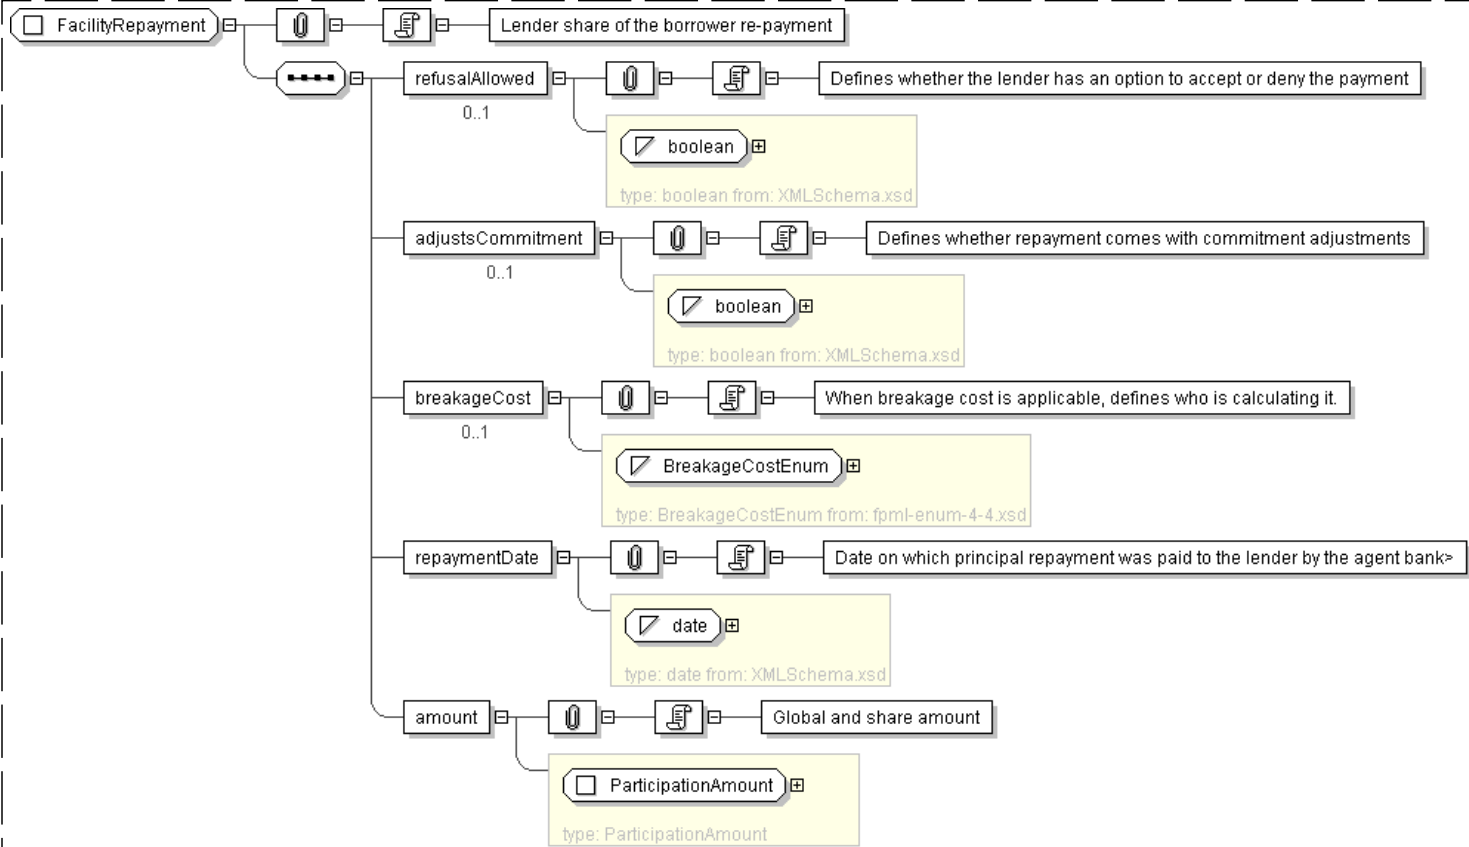 FacilityRepayment
Lender share of the borrower re-payment
refusalAllowed
Defines whether the lender has an option to accept or deny the payment
0..1
boolean
type: boolean from: XMLSchema.xsd
adjustsCommitment
Defines whether repayment comes with commitment adjustments
0..1
boolean
type: boolean from: XMLSchema.xsd
breakageCost
When breakage cost is applicable, defines who is calculating it.
0..1
BreakageCostEnum
type: BreakageCostEnum from: fpml-enum-4-4.xsd
repaymentDate
Date on which principal repayment was paid to the lender by the agent bank>
date
type: date from: XMLSchema.xsd
amount
Global and share amount
ParticipationAmount
type: ParticipationAmount